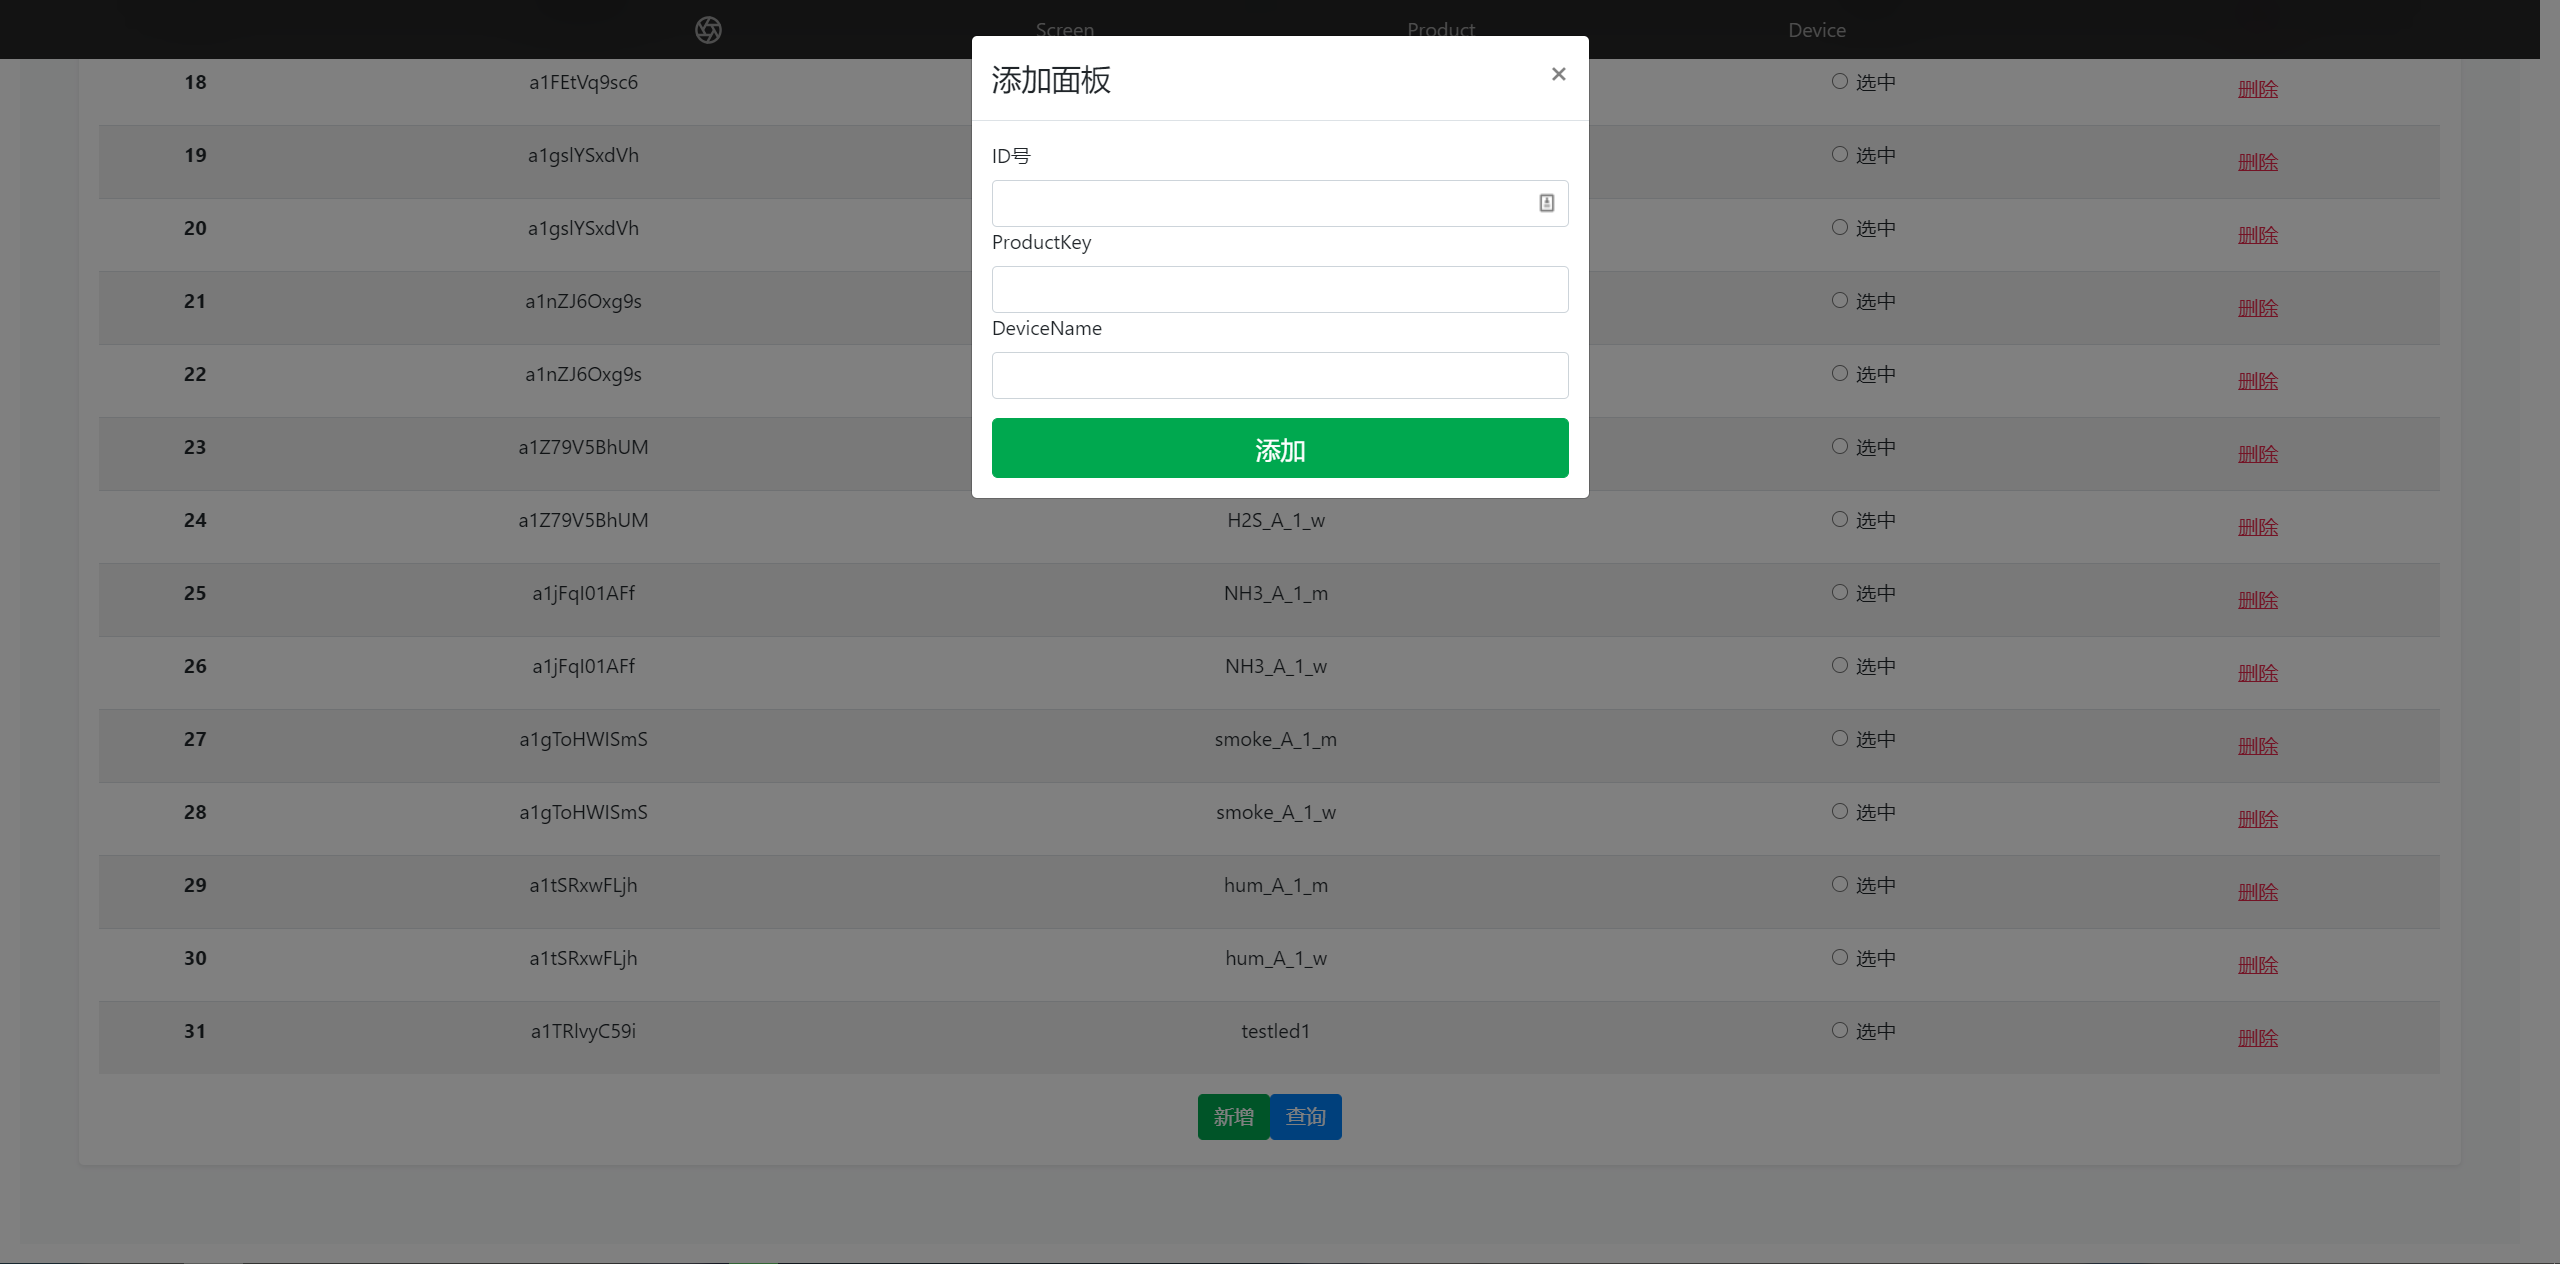 Screen Product Device
添加面板 ×
18 a1FEtVq9sc6 选中 删除
ID号
19 a1gslYSxdVh 选中 删除
20 a1gslYSxdVh 选中 删除
ProductKey
21 a1nZJ6Oxg9s 选中 删除
DeviceName
22 a1nZJ6Oxg9s 选中 删除
23 a1Z79V5BhUM 选中 删除
添加
24 a1Z79V5BhUM H2S_A_1_w 选中 删除
25 a1jFqI01AFf NH3_A_1_m 选中 删除
26 a1jFqI01AFf NH3_A_1_w 选中 删除
27 a1gToHWISmS smoke_A_1_m 选中 删除
28 a1gToHWISmS smoke_A_1_w 选中 删除
29 a1tSRxwFLjh hum_A_1_m 选中 删除
30 a1tSRxwFLjh hum_A_1_w 选中 删除
31 a1TRlvyC59i testled1 选中 删除
新增 查询